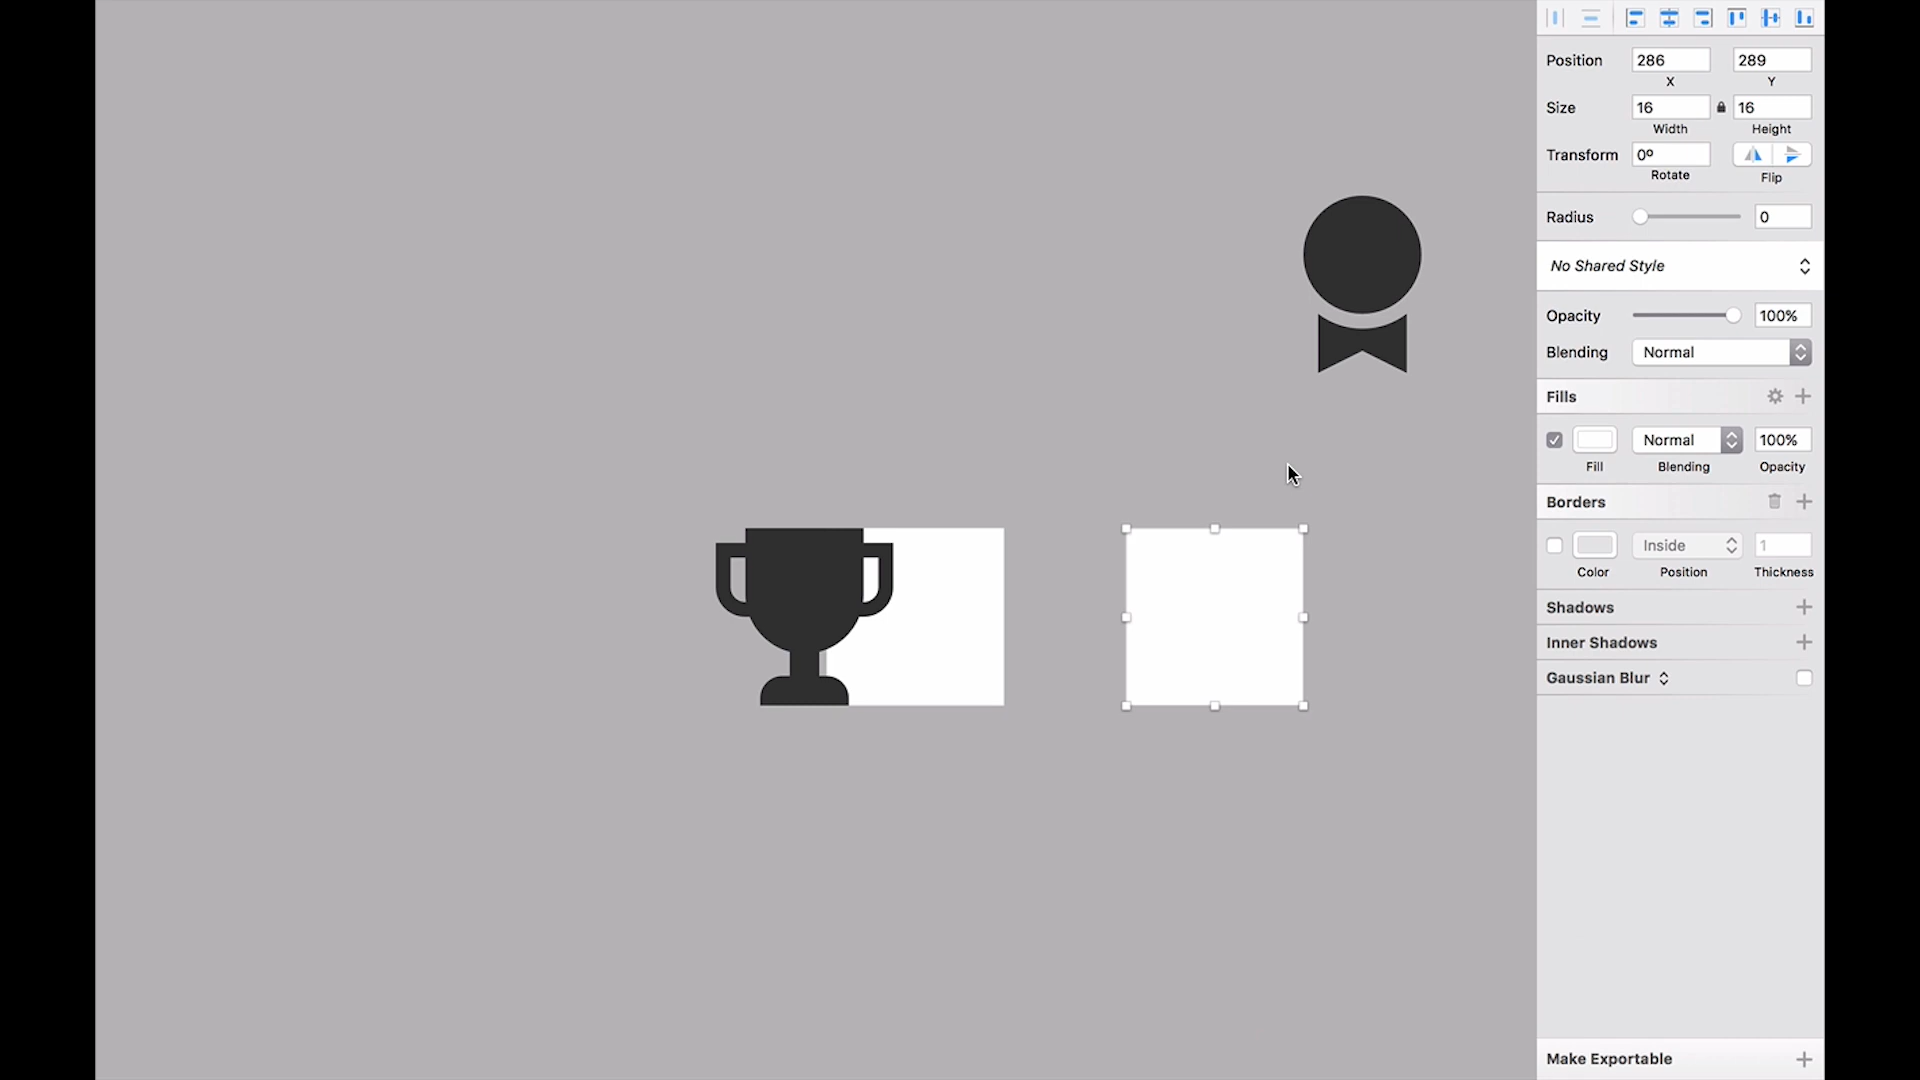 Position 286 289
X Y
Size 16 16
Width Height
Transform 0º
Rotate Flip
Radius 0
No Shared Style
Opacity 100%
Blending Normal
Fills
Normal 100%
Fill Blending Opacity
Borders
Inside 1
Color Position Thickness
Shadows
Inner Shadows
Gaussian Blur
Make Exportable